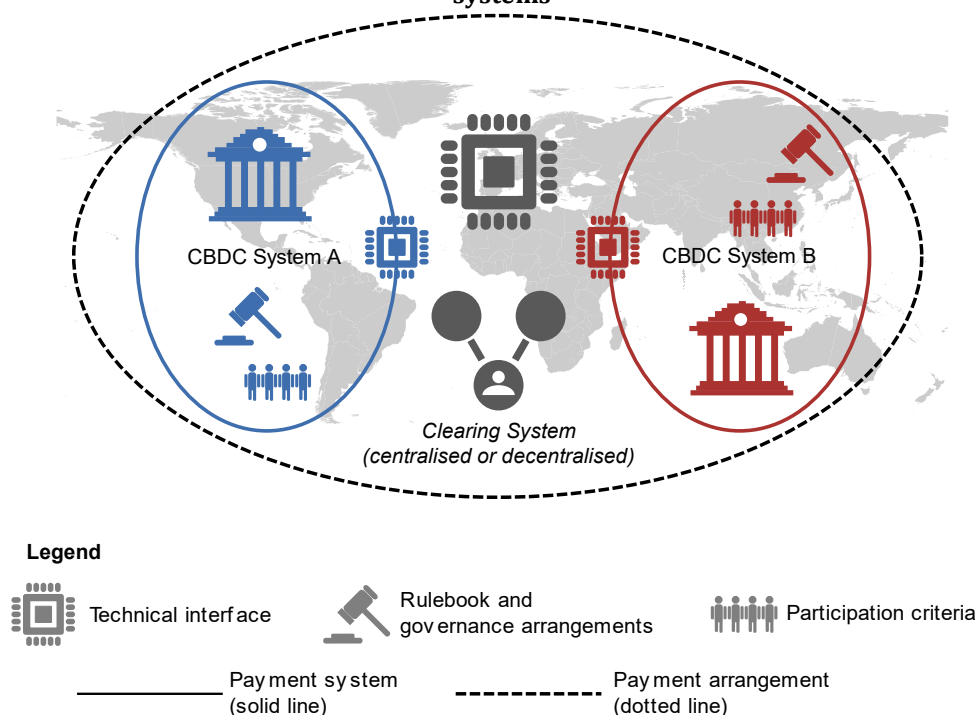 systems
CBDC System A
CBDC System B
Clearing System
(centralised or decentralised)
Legend
Technical interface
Rulebook and
governance arrangements
Participation criteria
Payment system
(solid line)
Payment arrangement
(dotted line)